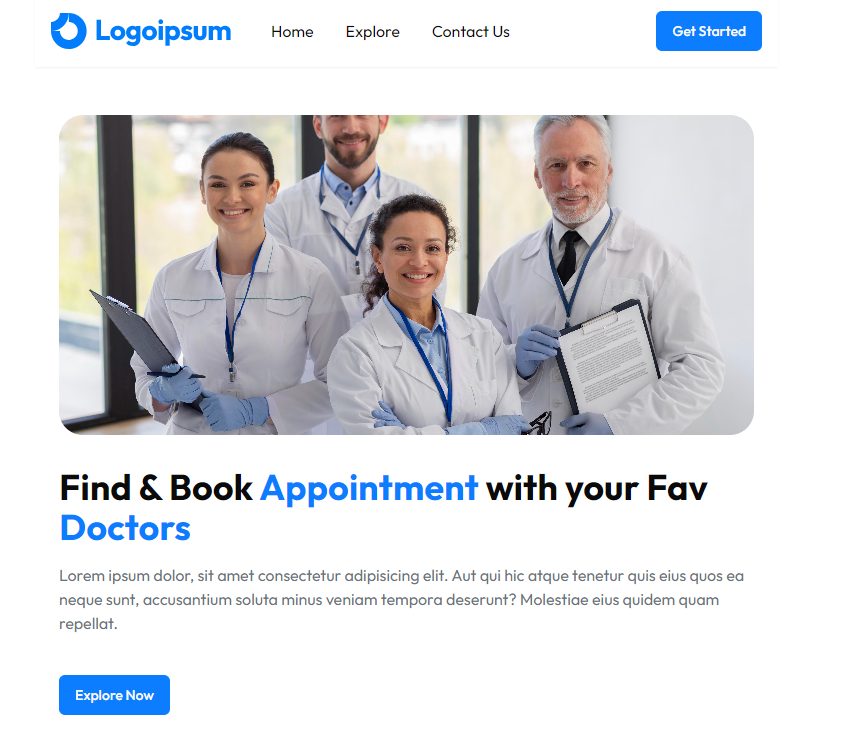 Logoipsum Home Explore Contact Us Get Started
Find & Book Appointment with your Fav
Doctors
Lorem ipsum dolor, sit amet consectetur adipisicing elit. Aut qui hic atque tenetur quis eius quos ea
neque sunt, accusantium soluta minus veniam tempora deserunt? Molestiae eius quidem quam
repellat.
Explore Now